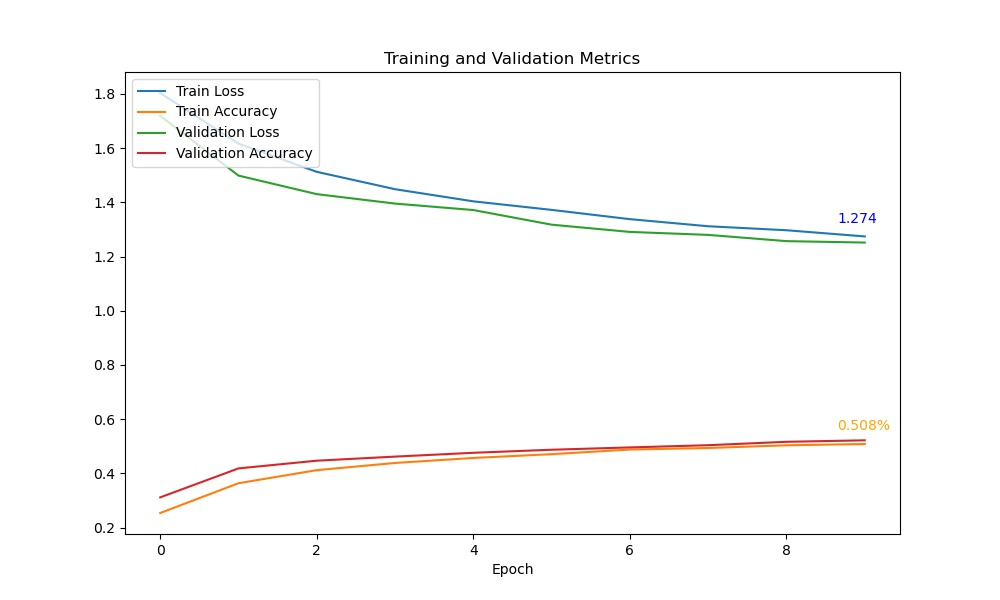 Training and Validation Metrics
Train Loss
Train Accuracy
Validation Loss
Validation Accuracy
1.8
1.6
1.4
1.2
1.0
0.8
0.6
0.4
0.2
1.274
0.508%
0 2 4 6 8
Epoch